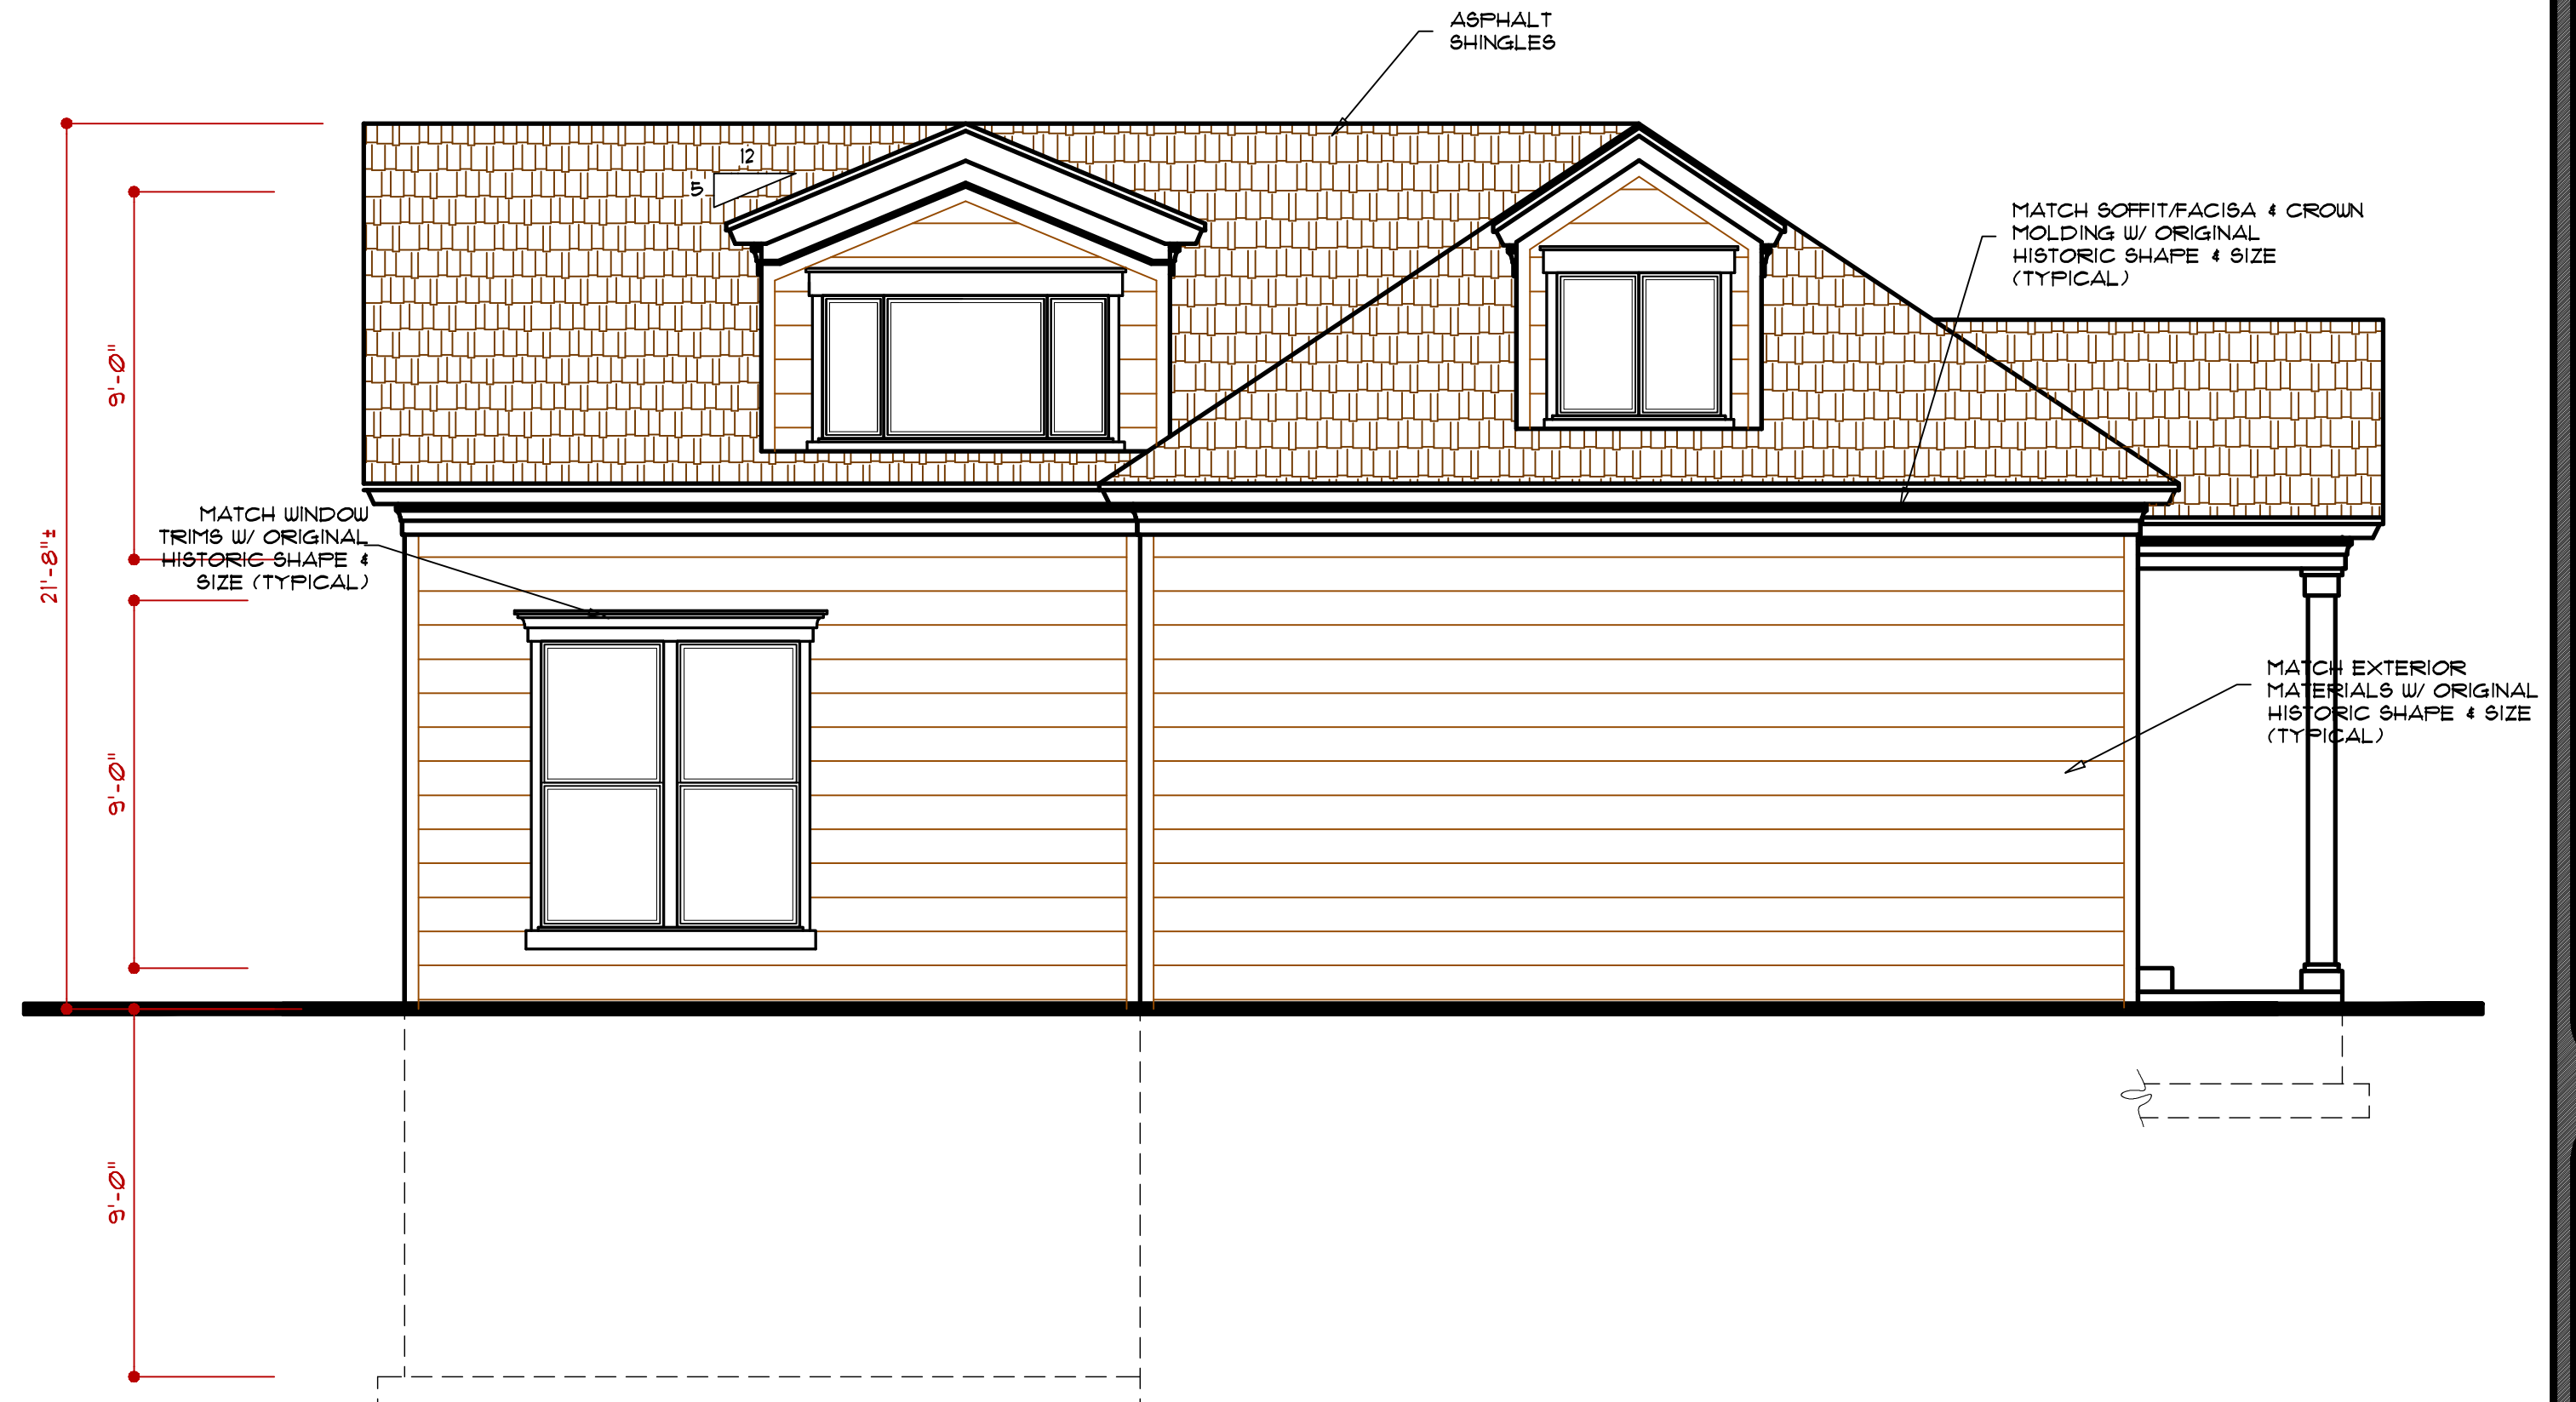 ASPHALT
SHINGLES
12
5
MATCH SOFFIT/FACISA & CROWN
MOLDING W/ ORIGINAL
HISTORIC SHAPE & SIZE
(TYPICAL)
9'-0"
MATCH WINDOW
TRIMS W/ ORIGINAL
HISTORIC SHAPE &
SIZE (TYPICAL)
21'-8"±
MATCH EXTERIOR
MATERIALS W/ ORIGINAL
HISTORIC SHAPE & SIZE
(TYPICAL)
9'-0"
9'-0"